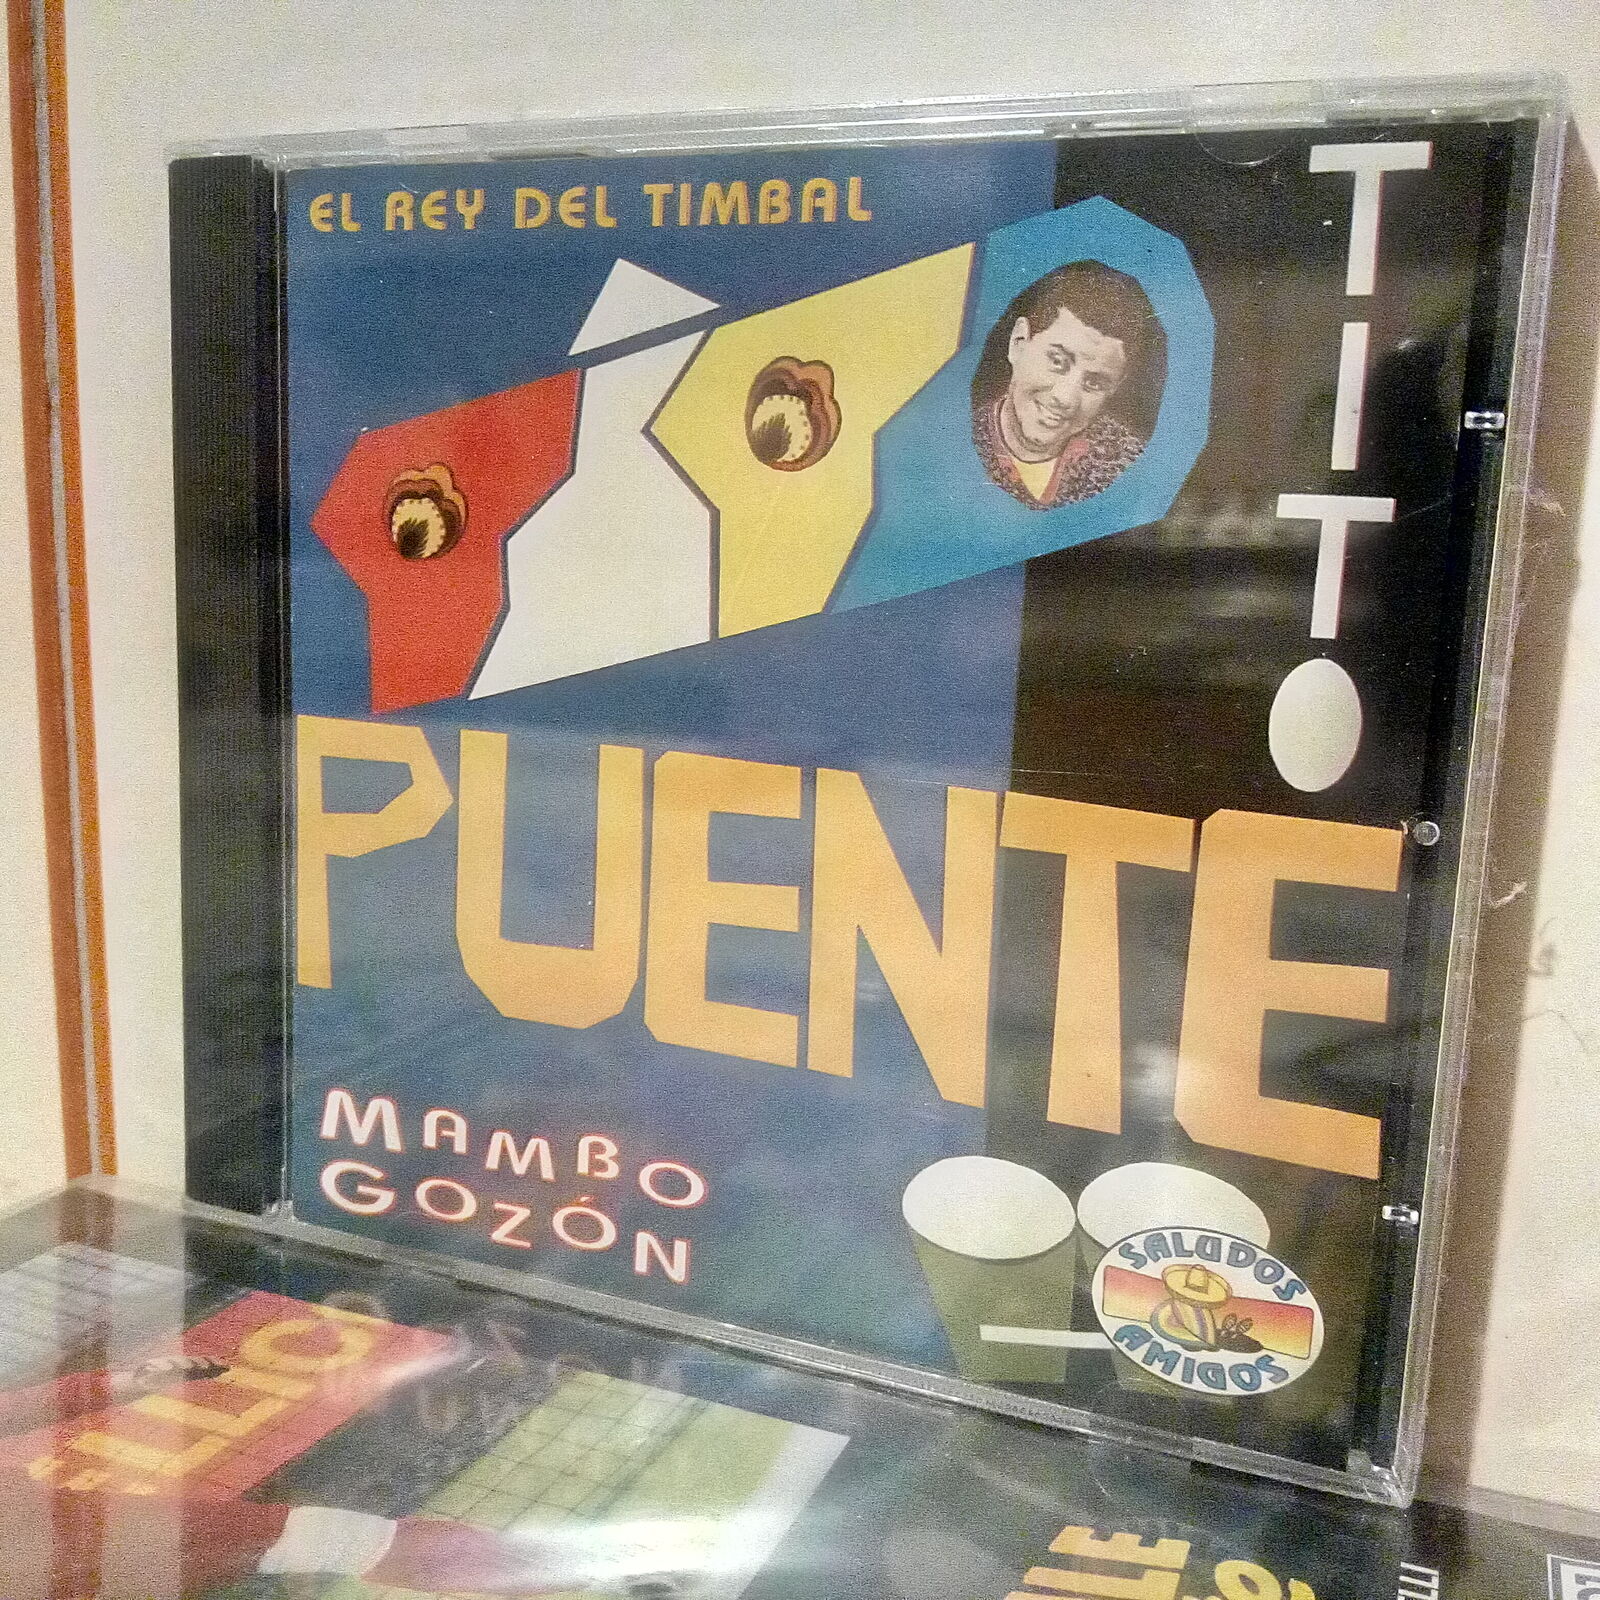 EL REY DEL TIMBAL
TITO
PUENTE
MAMBO
GOZÓN
SALUDOS
AMIGOS